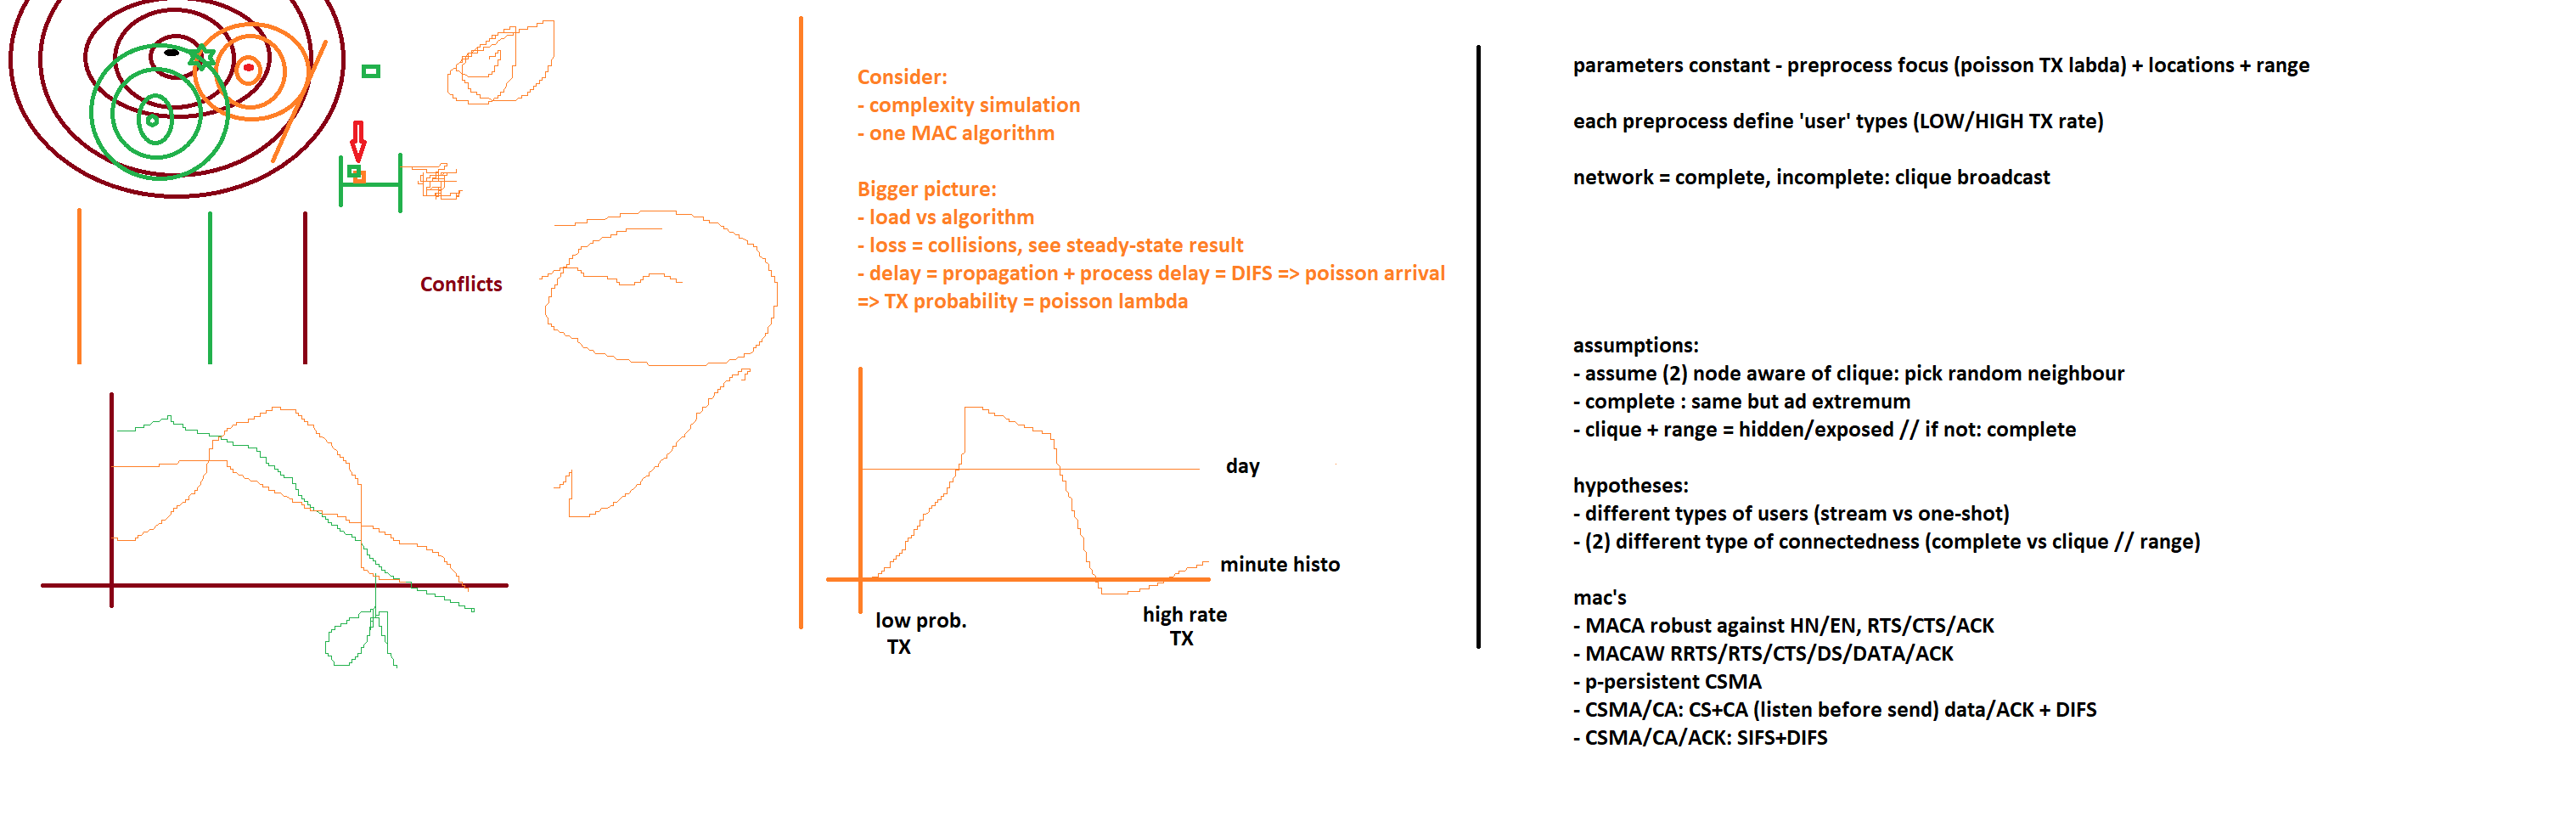 Conflicts
Consider:
- complexity simulation
- one MAC algorithm
Bigger picture:
- load vs algorithm
- loss = collisions, see steady-state result
- delay = propagation + process delay = DIFS => poisson arrival
=> TX probability = poisson lambda
day
minute histo
low prob.
TX
high rate
TX
parameters constant - preprocess focus (poisson TX labda) + locations + range
each preprocess define 'user' types (LOW/HIGH TX rate)
network = complete, incomplete: clique broadcast
assumptions:
- assume (2) node aware of clique: pick random neighbour
- complete : same but ad extremum
- clique + range = hidden/exposed // if not: complete
hypotheses:
- different types of users (stream vs one-shot)
- (2) different type of connectedness (complete vs clique // range)
mac's
- MACA robust against HN/EN, RTS/CTS/ACK
- MACAW RRTS/RTS/CTS/DS/DATA/ACK
- p-persistent CSMA
- CSMA/CA: CS+CA (listen before send) data/ACK + DIFS
- CSMA/CA/ACK: SIFS+DIFS